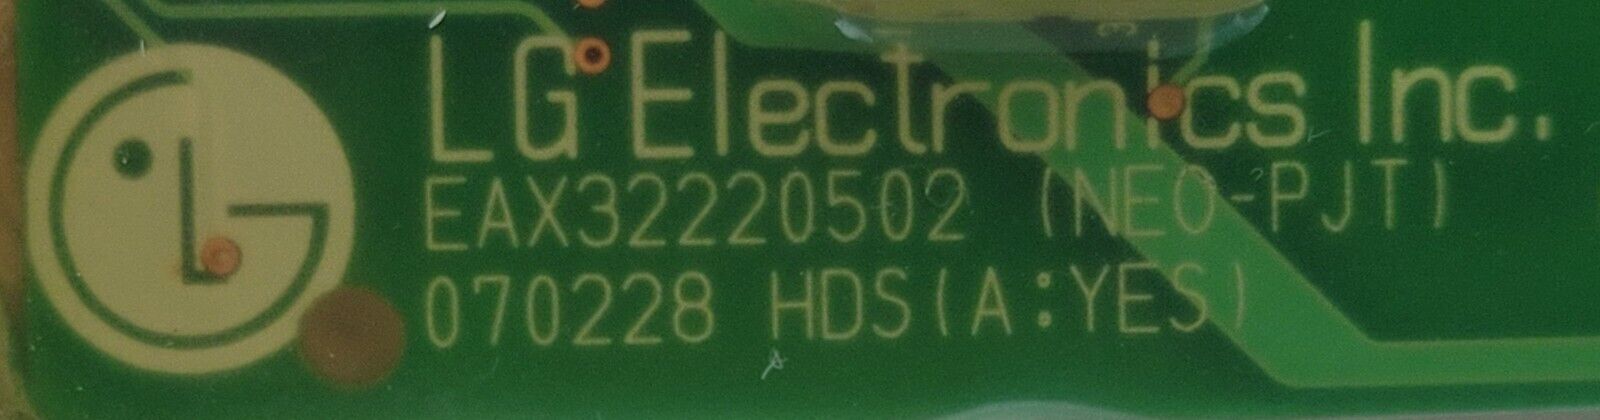 LG Electronics Inc.
EAX32220502 (NEO-PJT)
070228 HDS(A:YES)